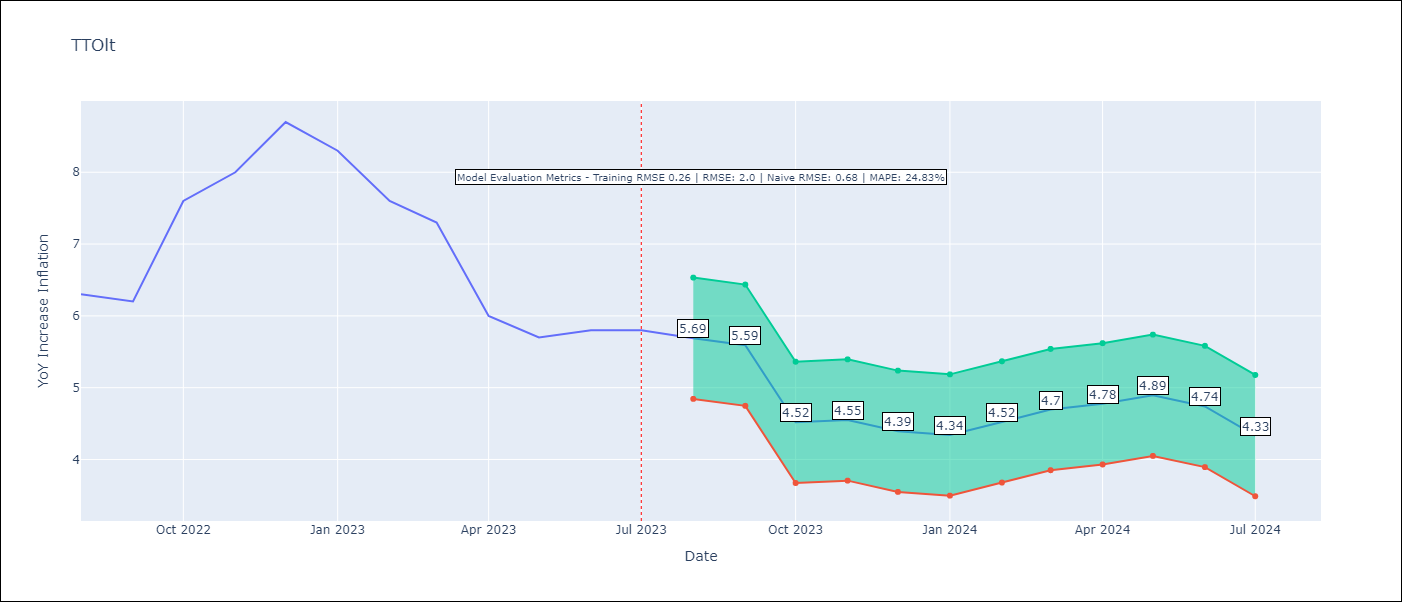 TTOlt
YoY Increase Inflation
8
7
6
5
4
Model Evaluation Metrics - Training RMSE 0.26 | RMSE: 2.0 | Naive RMSE: 0.68 | MAPE: 24.83%
5.69
5.59
4.52
4.55
4.39
4.34
4.52
4.7
4.78
4.89
4.74
4.33
Oct 2022
Jan 2023
Apr 2023
Jul 2023
Oct 2023
Jan 2024
Apr 2024
Jul 2024
Date